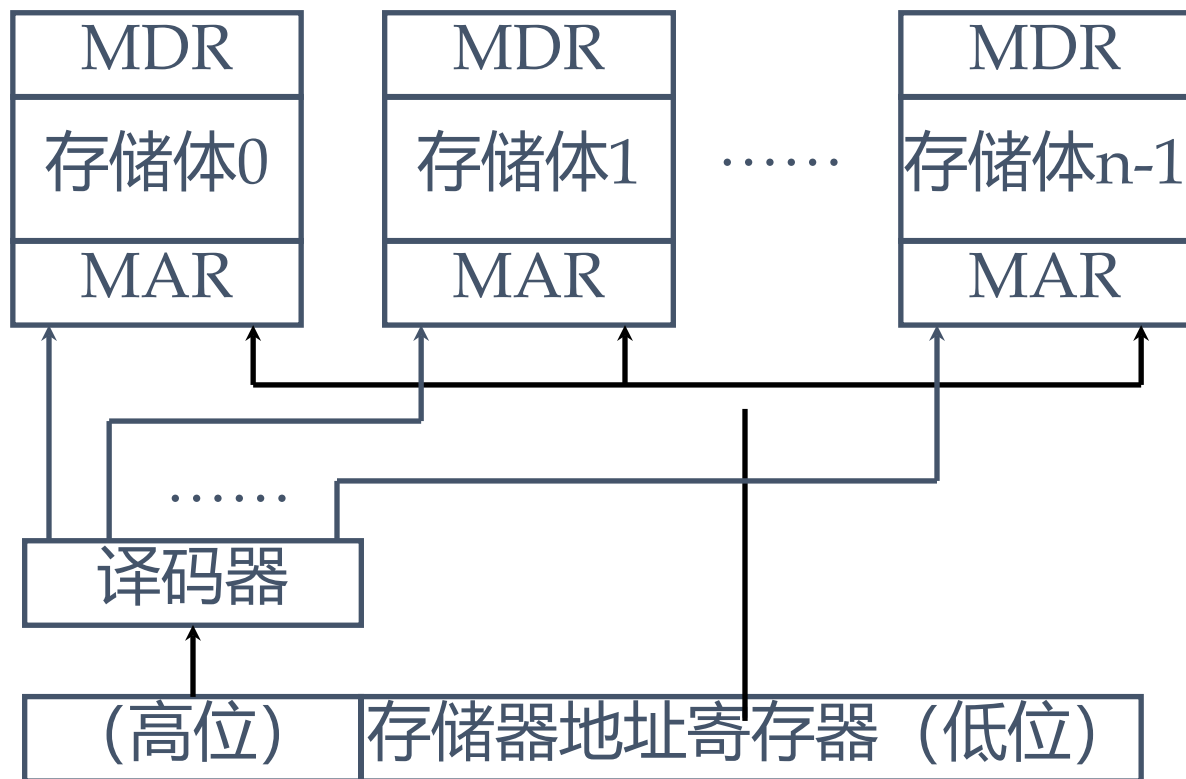 MDR MDR MDR
存储体0 存储体1 …… 存储体n-1
MAR MAR MAR
……
译码器
(高位) 存储器地址寄存器（低位）